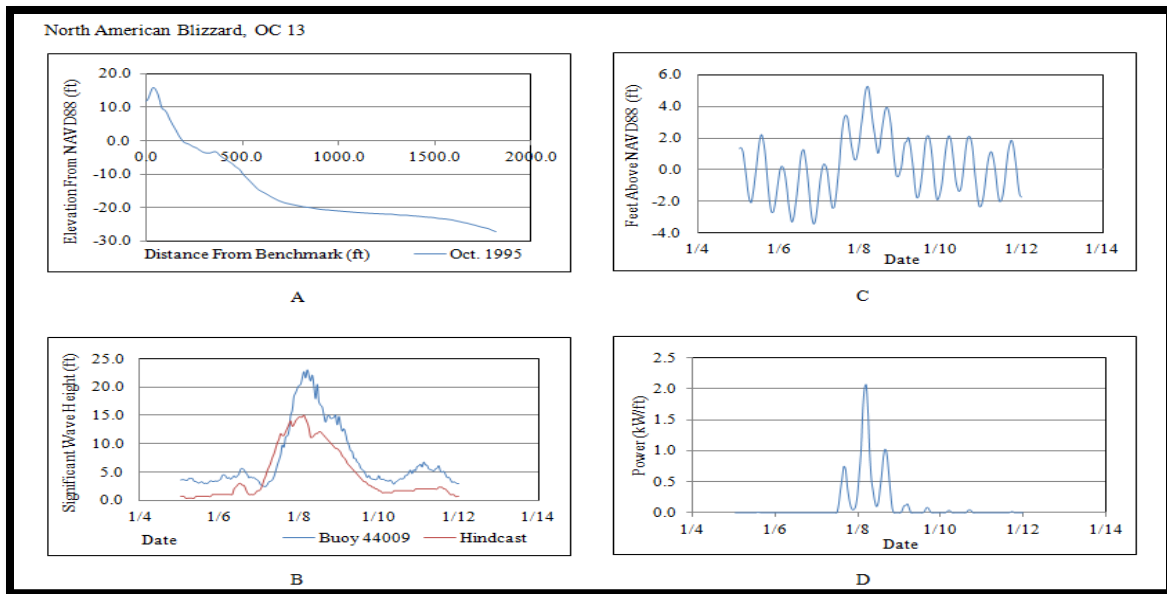 North American Blizzard, OC 13
20.0
10.0
0.0
-10.0
-20.0
-30.0
Elevation From NAVD88 (ft)
0.0 500.0 1000.0 1500.0 2000.0
Distance From Benchmark (ft)
Oct. 1995
A
6.0
4.0
2.0
0.0
-2.0
-4.0
Feet Above NAVD88 (ft)
1/4 1/6 1/8 1/10 1/12 1/14
Date
C
25.0
20.0
15.0
10.0
5.0
0.0
Significant Wave Height (ft)
1/4 1/6 1/8 1/10 1/12 1/14
Date
Buoy 44009
Hindcast
B
2.5
2.0
1.5
1.0
0.5
0.0
Power (kW/ft)
1/4 1/6 1/8 1/10 1/12 1/14
Date
D